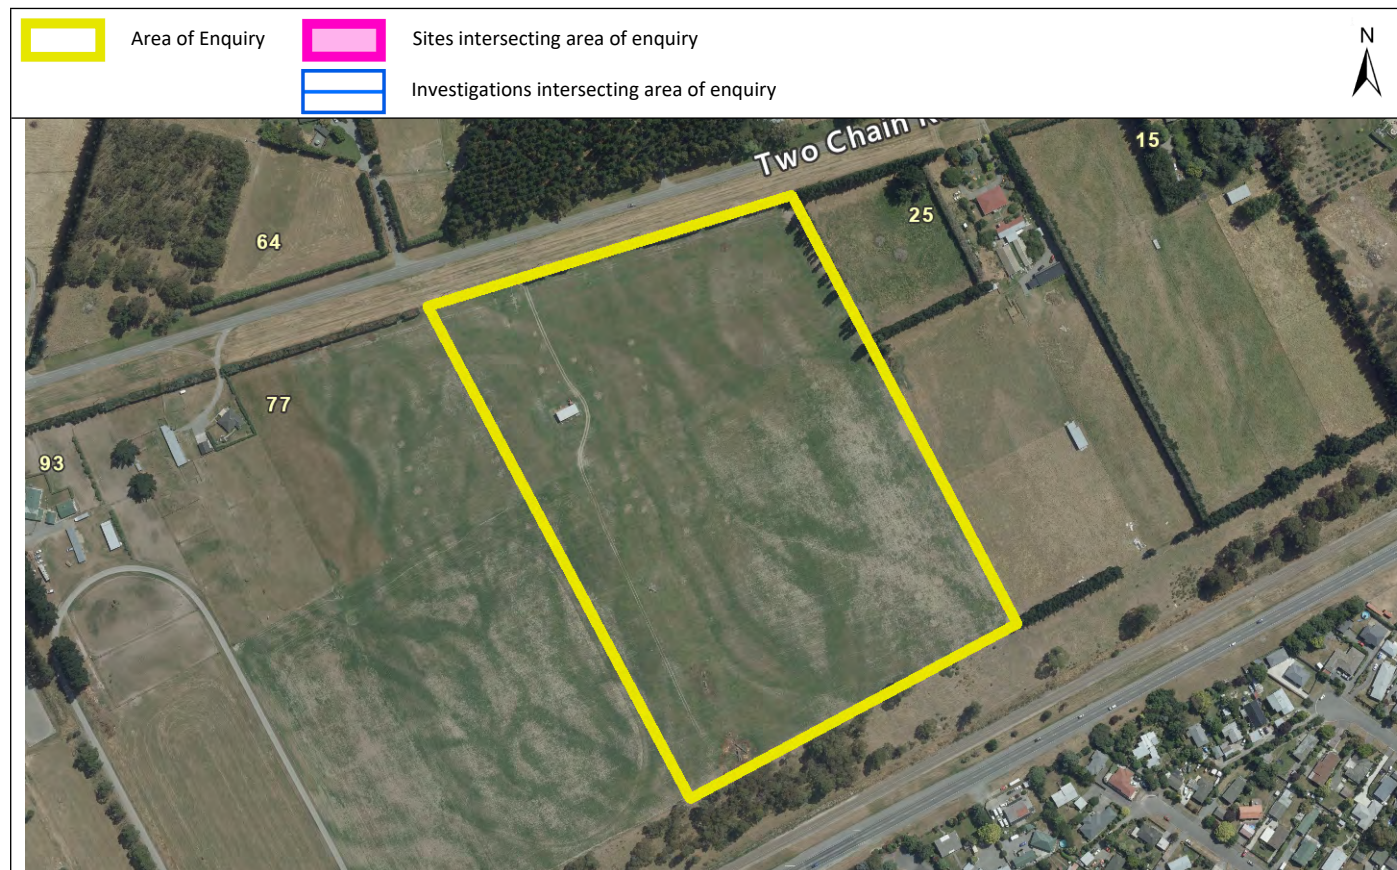 Area of Enquiry
Sites intersecting area of enquiry
N
Investigations intersecting area of enquiry
Two Chain
15
25
64
77
93